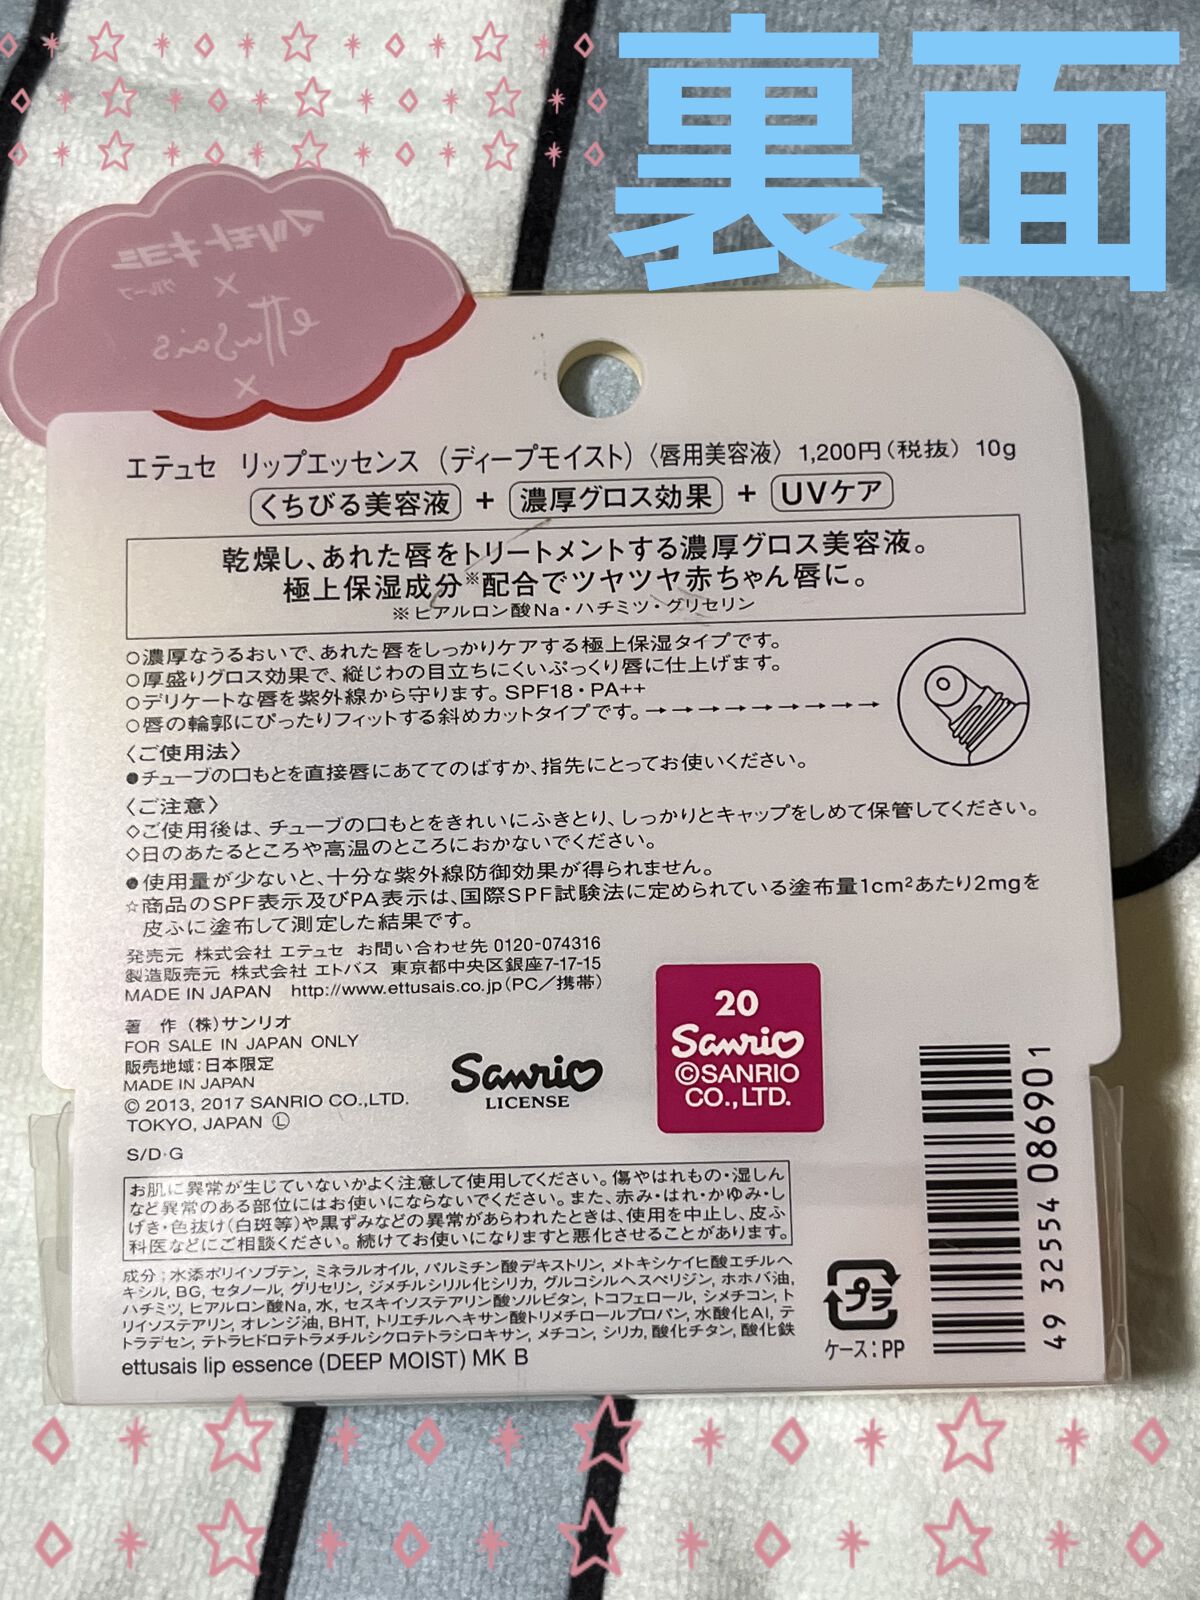 裏面
マツモトキヨシ
グループ
×
ettusais
×
エテュセ リップエッセンス（ディープモイスト）〈唇用美容液〉1,200円（税抜） 10g
くちびる美容液 + 濃厚グロス効果 + UVケア
乾燥し、あれた唇をトリートメントする濃厚グロス美容液。
極上保湿成分※配合でツヤツヤ赤ちゃん唇に。
※ヒアルロン酸Na・ハチミツ・グリセリン
○濃厚なうるおいで、あれた唇をしっかりケアする極上保湿タイプです。
○厚盛りグロス効果で、縦じわの目立ちにくいぷっくり唇に仕上げます。
○デリケートな唇を紫外線から守ります。SPF18・PA++
○唇の輪郭にぴったりフィットする斜めカットタイプです。→→→→→→→→→
〈ご使用法〉
●チューブの口もとを直接唇にあててのばすか、指先にとってお使いください。
〈ご注意〉
◇ご使用後は、チューブの口もとをきれいにふきとり、しっかりとキャップをしめて保管してください。
◇日のあたるところや高温のところにおかないでください。
●使用量が少ないと、十分な紫外線防御効果が得られません。
☆商品のSPF表示及びPA表示は、国際SPF試験法に定められている塗布量1cm²あたり2mgを
皮ふに塗布して測定した結果です。
発売元 株式会社 エテュセ お問い合わせ先 0120-074316
製造販売元 株式会社 エトバス 東京都中央区銀座7-17-15
MADE IN JAPAN http://www.ettusais.co.jp（PC／携帯）
著 作（株）サンリオ
FOR SALE IN JAPAN ONLY
販売地域：日本限定
MADE IN JAPAN
© 2013, 2017 SANRIO CO.,LTD.
TOKYO, JAPAN Ⓛ
S/D・G
Sanrio
LICENSE
20
Sanrio
©SANRIO
CO.,LTD.
お肌に異常が生じていないかよく注意して使用してください。傷やはれもの・湿しん
など異常のある部位にはお使いにならないでください。また、赤み・はれ・かゆみ・し
げき・色抜け（白斑等）や黒ずみなどの異常があらわれたときは、使用を中止し、皮ふ
科医などにご相談ください。続けてお使いになりますと悪化させることがあります。
成分：水添ポリイソブテン, ミネラルオイル, パルミチン酸デキストリン, メトキシケイヒ酸エチルヘ
キシル, BG, セタノール, グリセリン, ジメチルシリル化シリカ, グルコシルヘスペリジン, ホホバ油,
ハチミツ, ヒアルロン酸Na, 水, セスキイソステアリン酸ソルビタン, トコフェロール, シメチコン, ト
リイソステアリン, オレンジ油, BHT, トリエチルヘキサン酸トリメチロールプロパン, 水酸化Al, テ
トラデセン, テトラヒドロテトラメチルシクロテトラシロキサン, メチコン, シリカ, 酸化チタン, 酸化鉄
ettusais lip essence (DEEP MOIST) MK B
プラ
ケース：PP
49 32554 086901